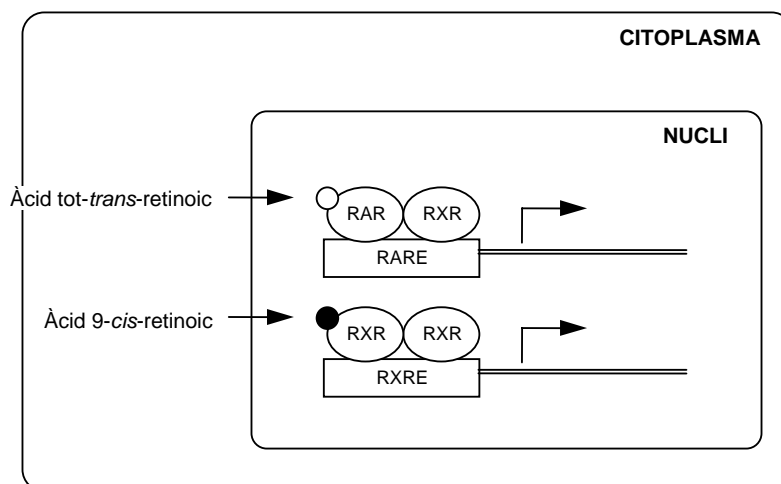 CITOPLASMA
NUCLI
Àcid tot-trans-retinoic
RAR RXR
RARE
Àcid 9-cis-retinoic
RXR RXR
RXRE